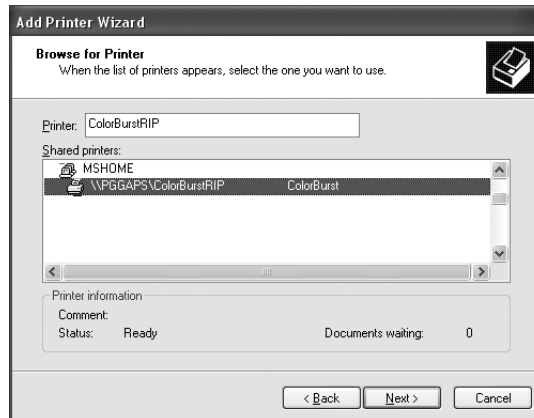 Add Printer Wizard
Browse for Printer
When the list of printers appears, select the one you want to use.
Printer: ColorBurstRIP
Shared printers:
MSHOME
\\PGGAPS\ColorBurstRIP ColorBurst
Printer information
Comment:
Status: Ready Documents waiting: 0
< Back Next > Cancel